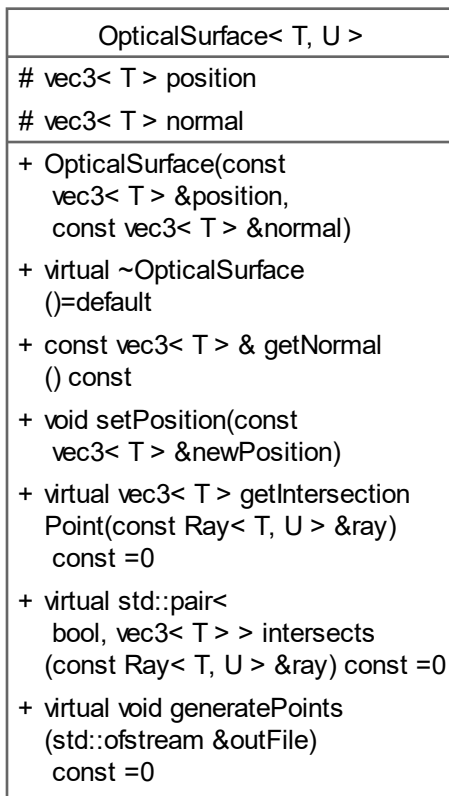 OpticalSurface< T, U >
# vec3< T > position
# vec3< T > normal
+ OpticalSurface(const
vec3< T > &position,
const vec3< T > &normal)
+ virtual ~OpticalSurface
()=default
+ const vec3< T > & getNormal
() const
+ void setPosition(const
vec3< T > &newPosition)
+ virtual vec3< T > getIntersection
Point(const Ray< T, U > &ray)
const =0
+ virtual std::pair<
bool, vec3< T > > intersects
(const Ray< T, U > &ray) const =0
+ virtual void generatePoints
(std::ofstream &outFile)
const =0